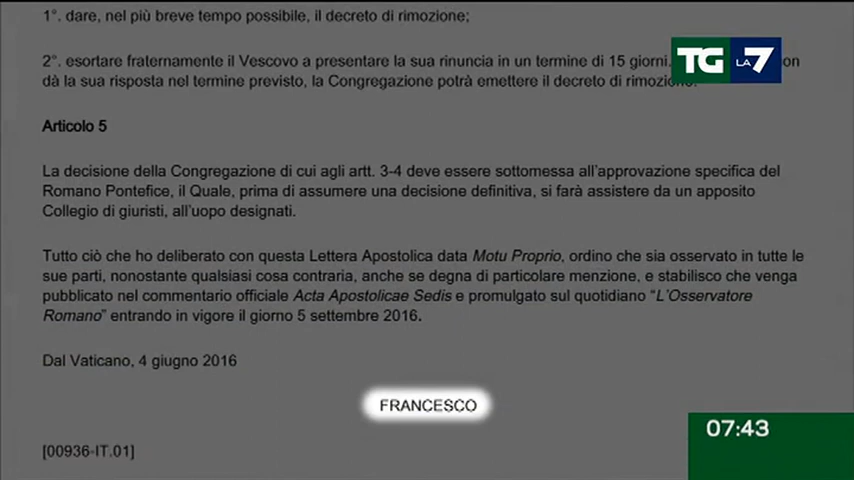 1°. dare, nel più breve tempo possibile, il decreto di rimozione;
2°. esortare fraternamente il Vescovo a presentare la sua rinuncia in un termine di 15 giorni. on
dà la sua risposta nel termine previsto, la Congregazione potrà emettere il decreto di rimozione.
TG LA 7
Articolo 5
La decisione della Congregazione di cui agli artt. 3-4 deve essere sottomessa all'approvazione specifica del
Romano Pontefice, il Quale, prima di assumere una decisione definitiva, si farà assistere da un apposito
Collegio di giuristi, all'uopo designati.
Tutto ciò che ho deliberato con questa Lettera Apostolica data Motu Proprio, ordino che sia osservato in tutte le
sue parti, nonostante qualsiasi cosa contraria, anche se degna di particolare menzione, e stabilisco che venga
pubblicato nel commentario officiale Acta Apostolicae Sedis e promulgato sul quotidiano “L'Osservatore
Romano” entrando in vigore il giorno 5 settembre 2016.
Dal Vaticano, 4 giugno 2016
FRANCESCO
07:43
[00936-IT.01]